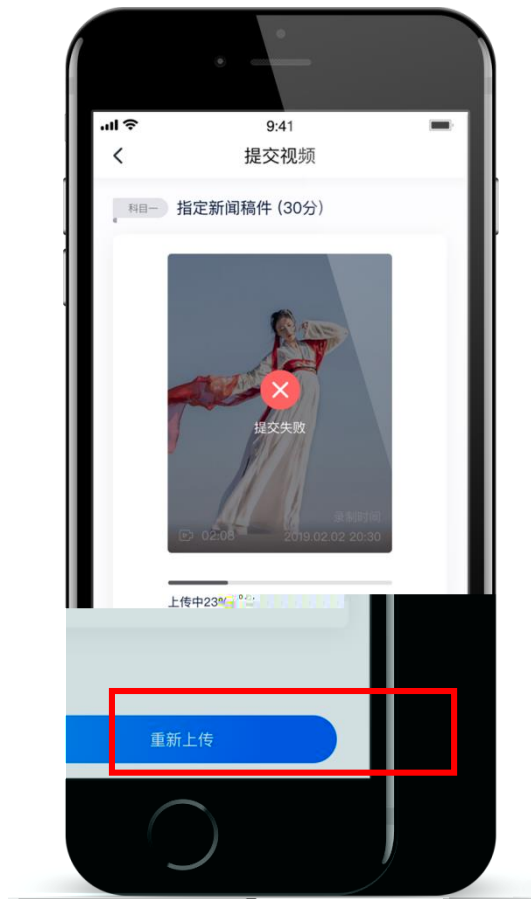 9:41
提交视频
科目一 指定新闻稿件 (30分)
提交失败
录制时间
02:08 2019.02.02 20:30
上传中23%
重新上传